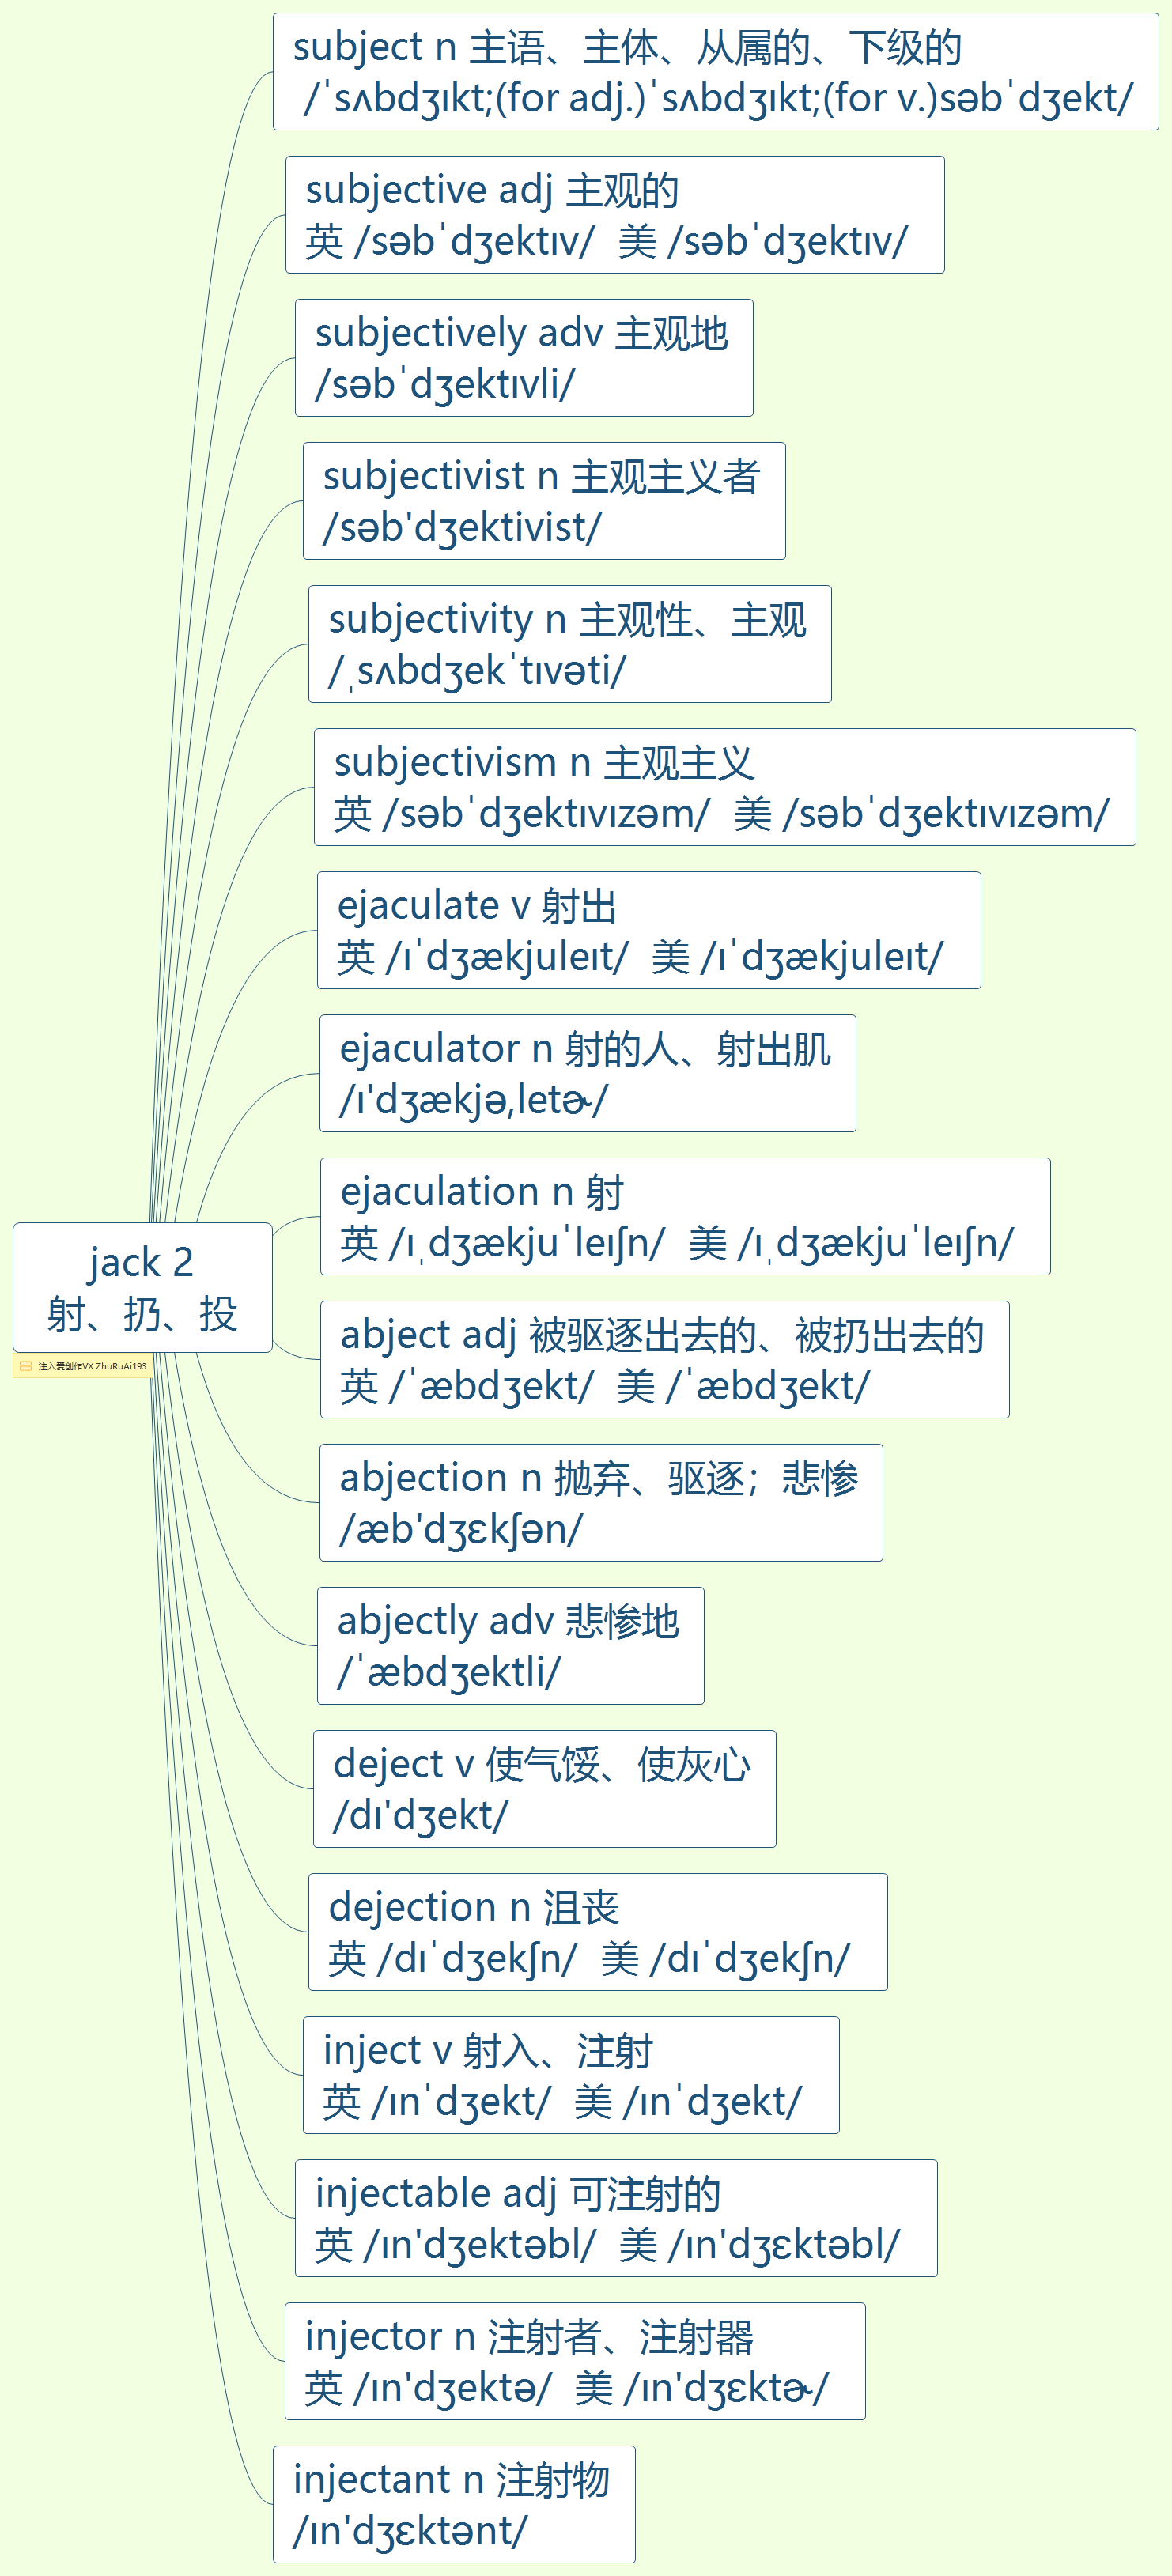 subject n 主语、主体、从属的、下级的
/ˈsʌbdʒɪkt;(for adj.)ˈsʌbdʒɪkt;(for v.)səbˈdʒekt/
subjective adj 主观的
英 /səbˈdʒektɪv/ 美 /səbˈdʒektɪv/
subjectively adv 主观地
/səbˈdʒektɪvli/
subjectivist n 主观主义者
/səb'dʒektivist/
subjectivity n 主观性、主观
/ˌsʌbdʒekˈtɪvəti/
subjectivism n 主观主义
英 /səbˈdʒektɪvɪzəm/ 美 /səbˈdʒektɪvɪzəm/
ejaculate v 射出
英 /ɪˈdʒækjuleɪt/ 美 /ɪˈdʒækjuleɪt/
ejaculator n 射的人、射出肌
/ɪ'dʒækjə,letɚ/
ejaculation n 射
英 /ɪˌdʒækjuˈleɪʃn/ 美 /ɪˌdʒækjuˈleɪʃn/
jack 2
射、扔、投
注入爱创作VX:ZhuRuAi193
abject adj 被驱逐出去的、被扔出去的
英 /ˈæbdʒekt/ 美 /ˈæbdʒekt/
abjection n 抛弃、驱逐；悲惨
/æb'dʒɛkʃən/
abjectly adv 悲惨地
/ˈæbdʒektli/
deject v 使气馁、使灰心
/dɪ'dʒekt/
dejection n 沮丧
英 /dɪˈdʒekʃn/ 美 /dɪˈdʒekʃn/
inject v 射入、注射
英 /ɪnˈdʒekt/ 美 /ɪnˈdʒekt/
injectable adj 可注射的
英 /ɪn'dʒektəbl/ 美 /ɪn'dʒɛktəbl/
injector n 注射者、注射器
英 /ɪn'dʒektə/ 美 /ɪn'dʒɛktɚ/
injectant n 注射物
/ɪn'dʒɛktənt/